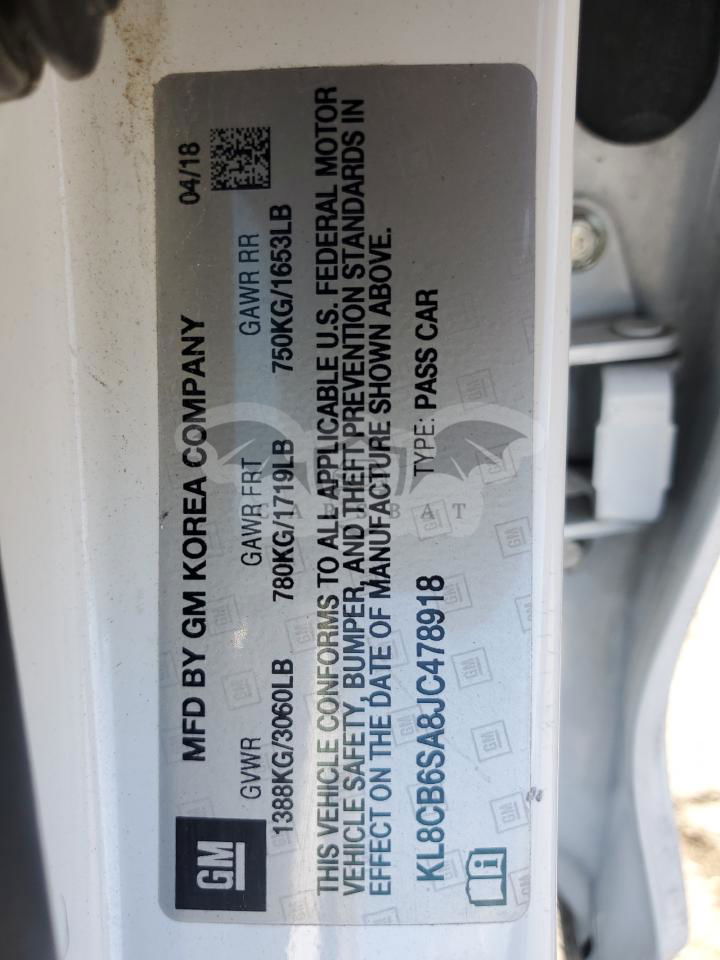 MFD BY GM KOREA COMPANY 04/18
GVWR GAWR FRT GAWR RR
1388KG/3060LB 780KG/1719LB 750KG/1653LB
THIS VEHICLE CONFORMS TO ALL APPLICABLE U.S. FEDERAL MOTOR
VEHICLE SAFETY, BUMPER, AND THEFT PREVENTION STANDARDS IN
EFFECT ON THE DATE OF MANUFACTURE SHOWN ABOVE.
KL8CB6SA8JC478918 TYPE: PASS CAR
GM